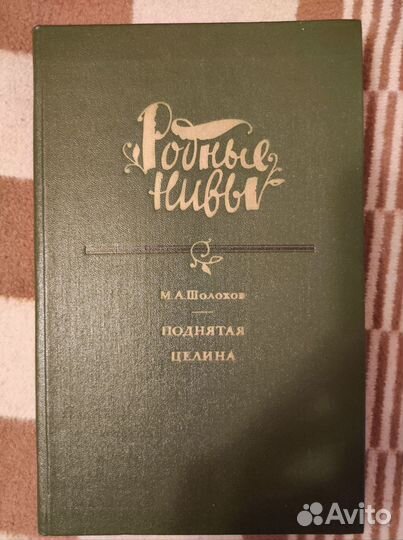 Родные
нивы
М.А.Шолохов
ПОДНЯТАЯ
ЦЕЛИНА
Avito